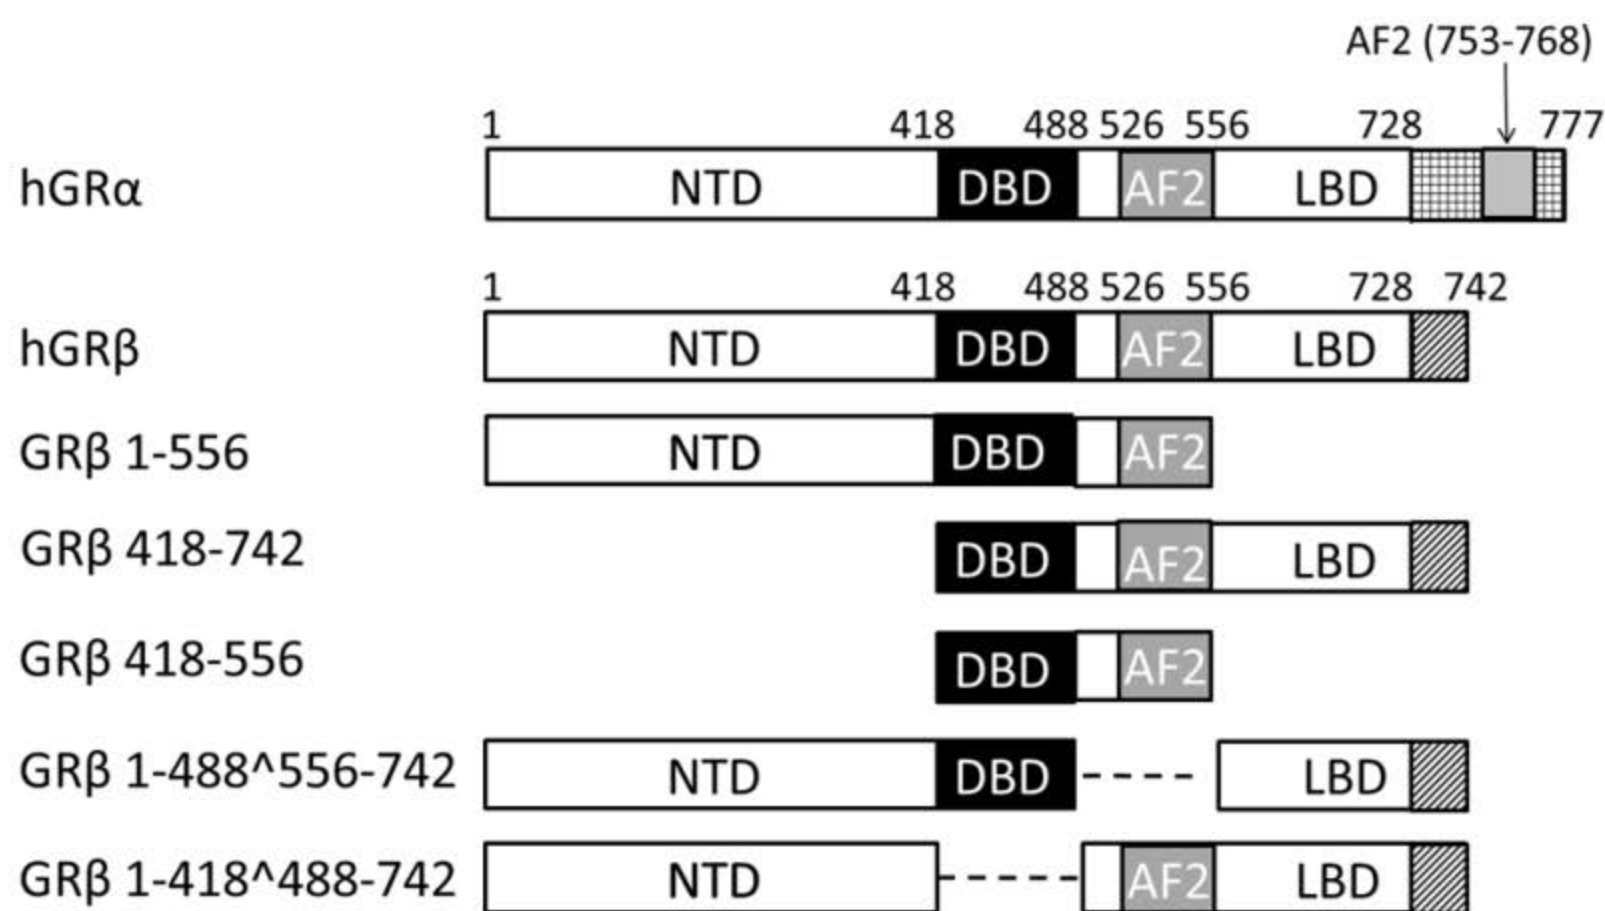 AF2 (753-768)
1 418 488 526 556 728 777
hGRα NTD DBD AF2 LBD
1 418 488 526 556 728 742
hGRβ NTD DBD AF2 LBD
GRβ 1-556 NTD DBD AF2
GRβ 418-742 DBD AF2 LBD
GRβ 418-556 DBD AF2
GRβ 1-488^556-742 NTD DBD LBD
GRβ 1-418^488-742 NTD AF2 LBD